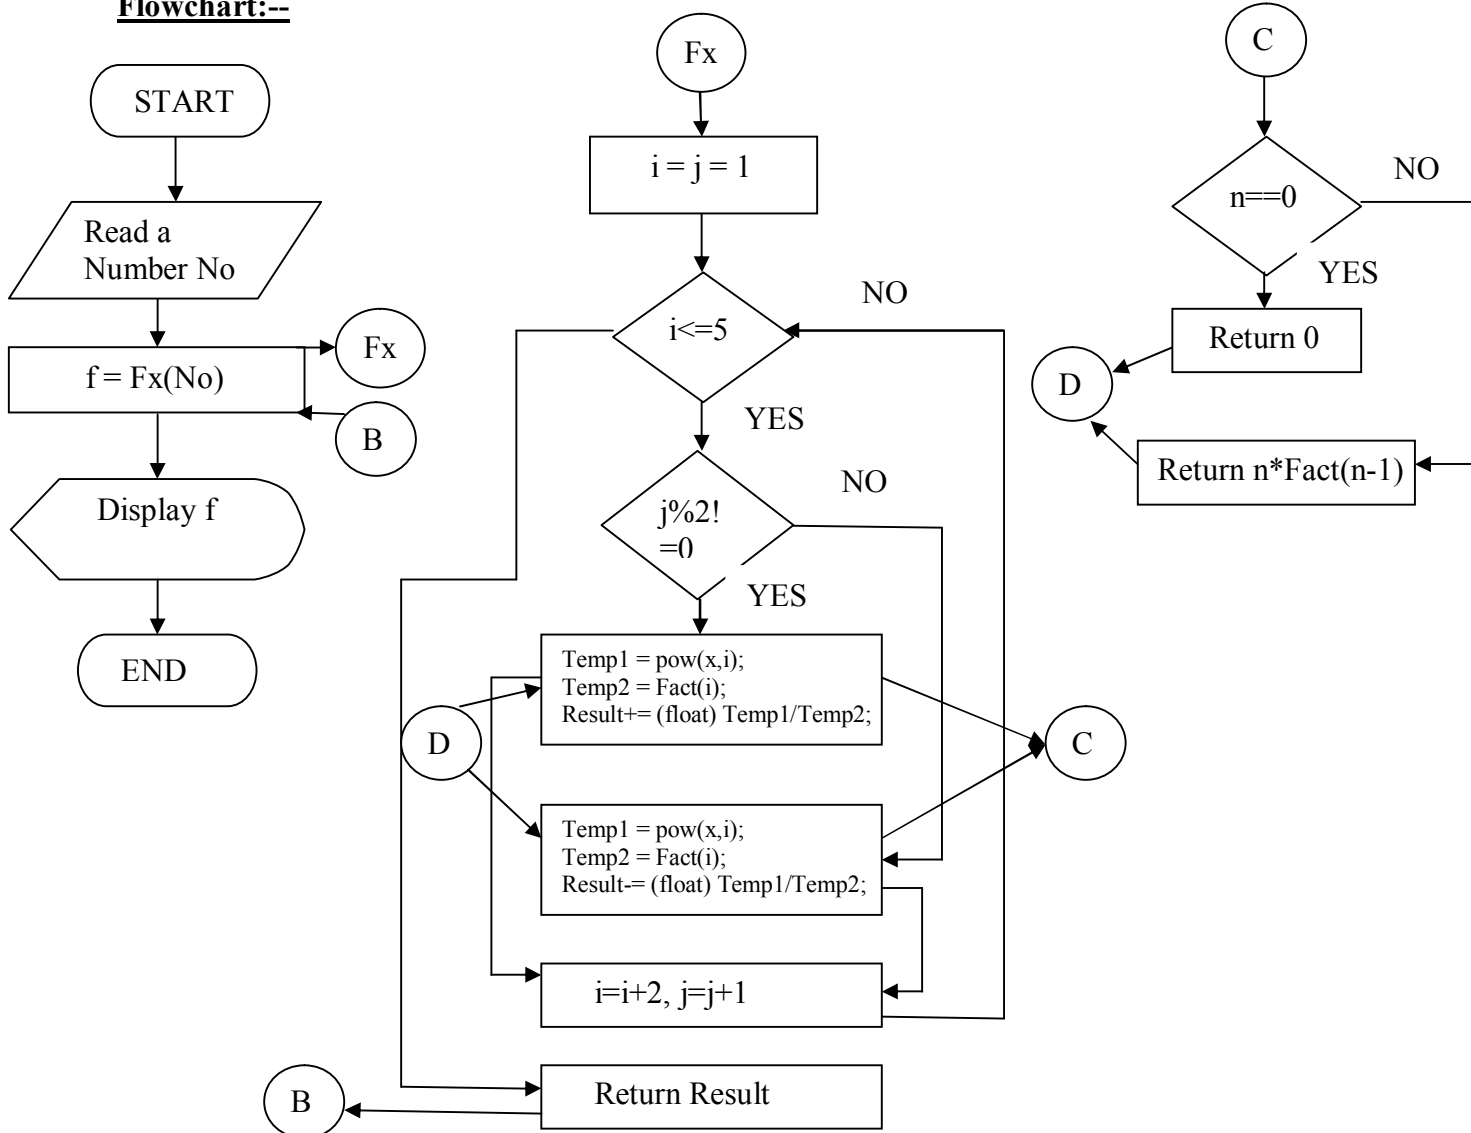 Flowchart:--
START
Read a
Number No
f = Fx(No)
Fx
B
Display f
END
Fx
i = j = 1
i<=5
NO
YES
j%2!
=0
NO
YES
Temp1 = pow(x,i);
Temp2 = Fact(i);
Result+= (float) Temp1/Temp2;
D
C
Temp1 = pow(x,i);
Temp2 = Fact(i);
Result-= (float) Temp1/Temp2;
i=i+2, j=j+1
Return Result
B
C
n==0
NO
YES
Return 0
D
Return n*Fact(n-1)